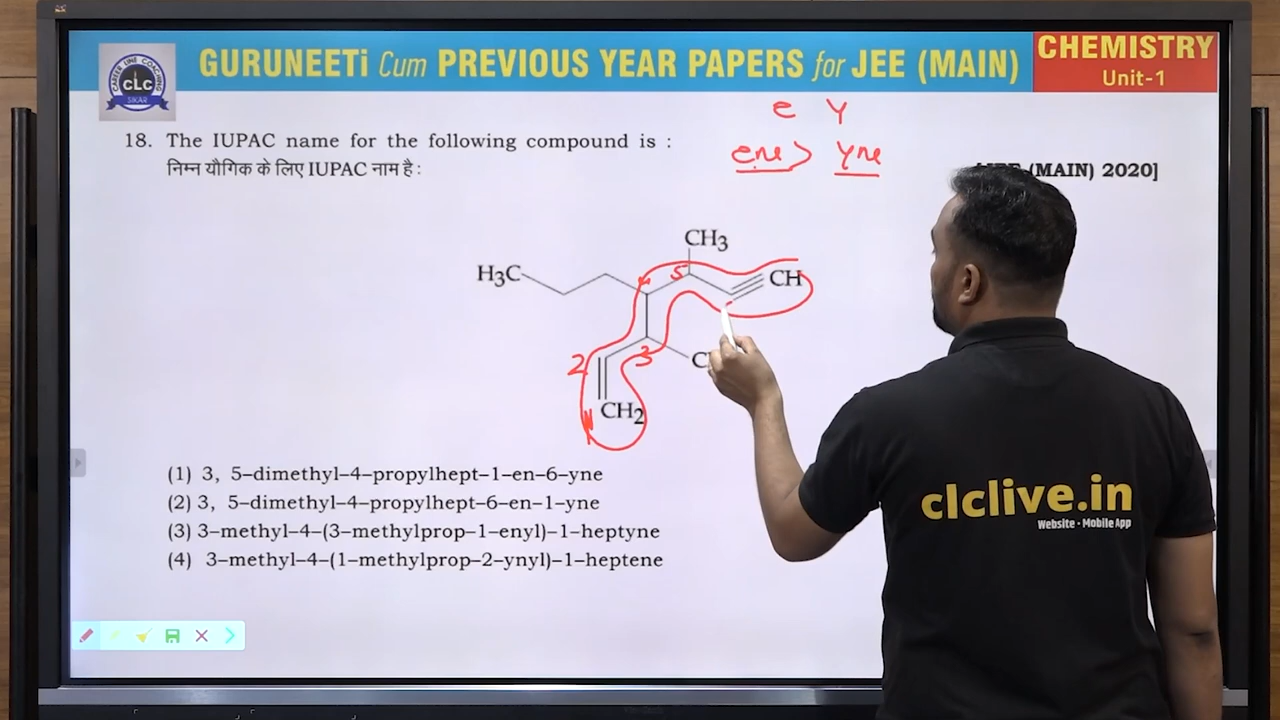 CLC
SIKAR
GURUNEETi Cum PREVIOUS YEAR PAPERS for JEE (MAIN)
CHEMISTRY
Unit-1
e y
ene > yne
18. The IUPAC name for the following compound is :
निम्न यौगिक के लिए IUPAC नाम है :
(MAIN) 2020]
CH3
H3C
4 5
CH
2 3
CH2
1
(1) 3, 5–dimethyl–4–propylhept–1–en–6–yne
(2) 3, 5–dimethyl–4–propylhept–6–en–1–yne
(3) 3–methyl–4–(3–methylprop–1–enyl)–1–heptyne
(4) 3–methyl–4–(1–methylprop–2–ynyl)–1–heptene
clclive.in
Website • Mobile App